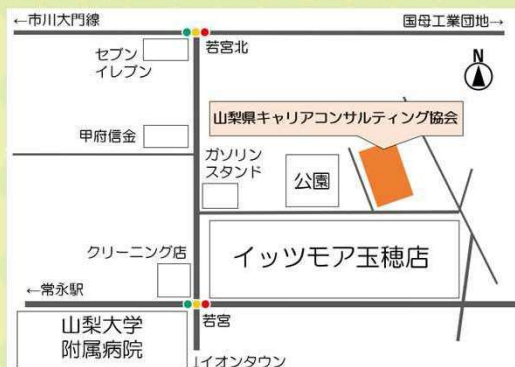 ←市川大門線
国母工業団地→
セブン
イレブン
若宮北
N
山梨県キャリアコンサルティング協会
甲府信金
ガソリン
スタンド
公園
クリーニング店
イッツモア玉穂店
←常永駅
若宮
山梨大学
附属病院
↓イオンタウン